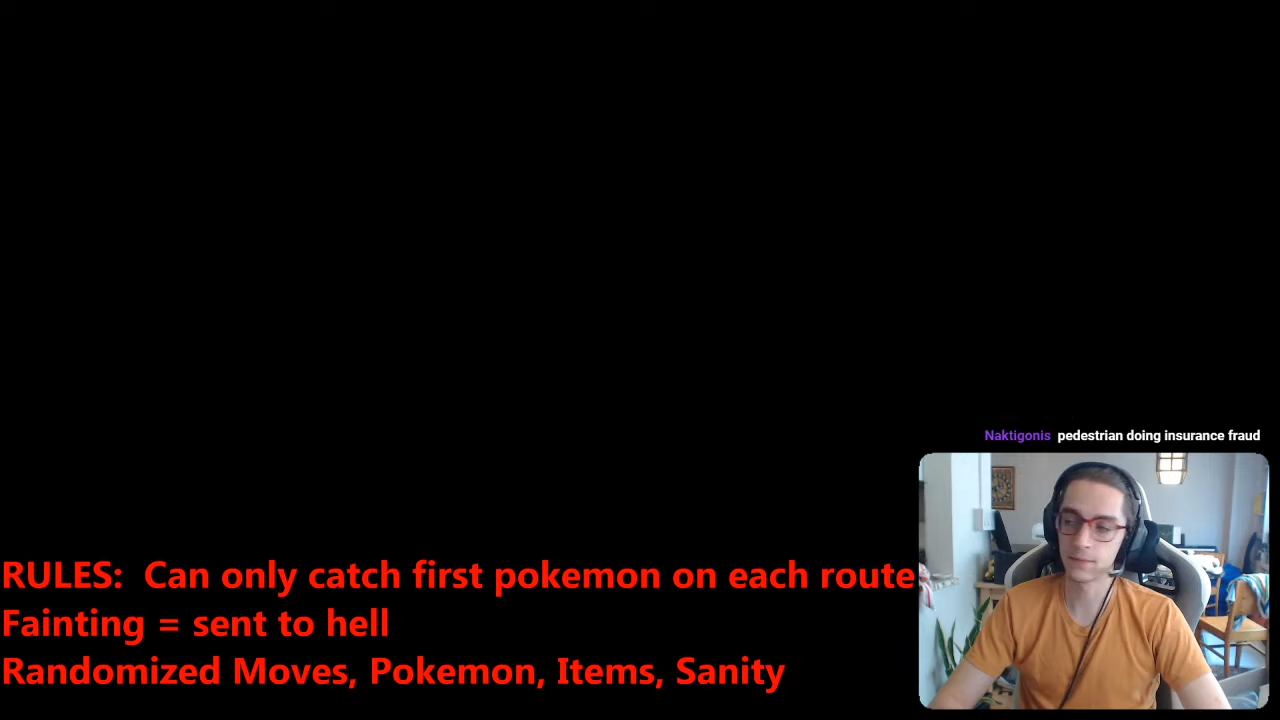 Naktigonis pedestrian doing insurance fraud
RULES: Can only catch first pokemon on each route
Fainting = sent to hell
Randomized Moves, Pokemon, Items, Sanity